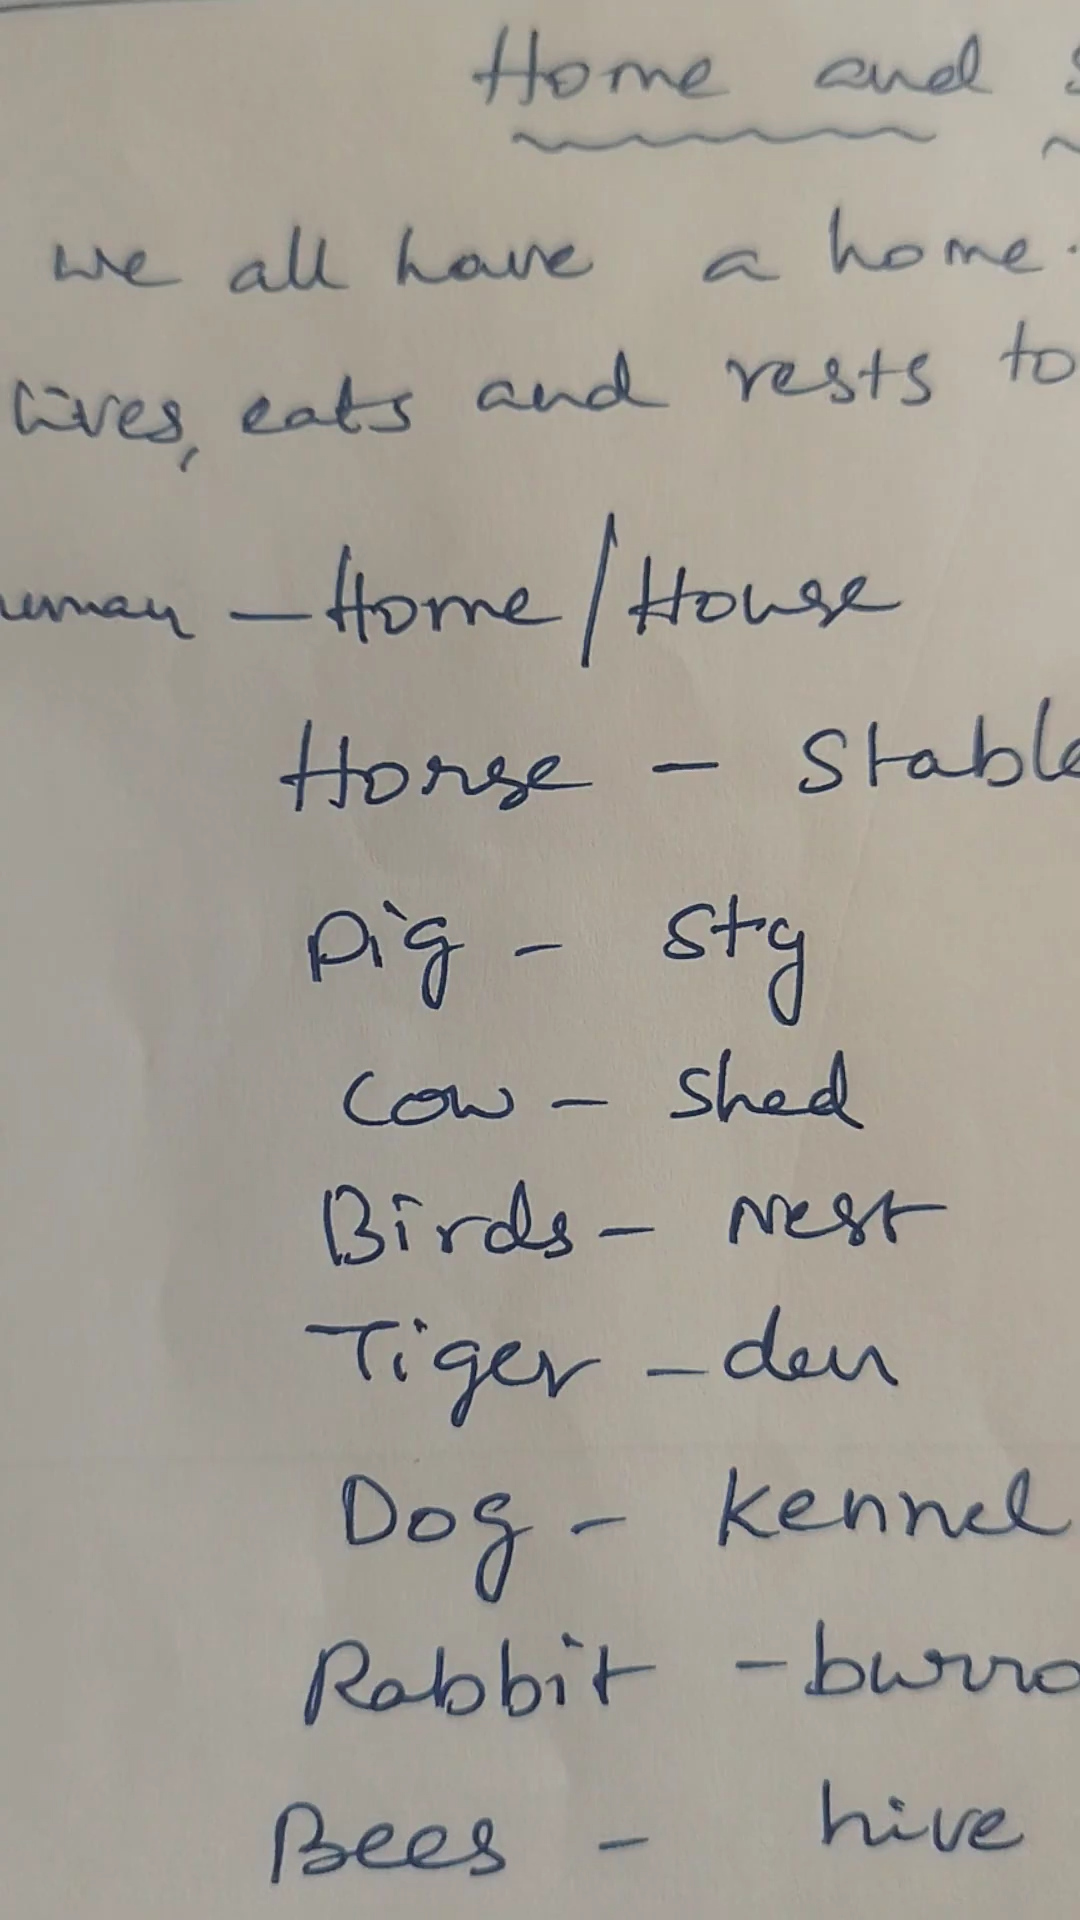 Home and
we all have a home.
lives, eats and rests to
Home / House
Horse - Stable
Pig - Sty
Cow - Shed
Birds - Nest
Tiger - den
Dog - Kennel
Rabbit - burro
Bees - hive